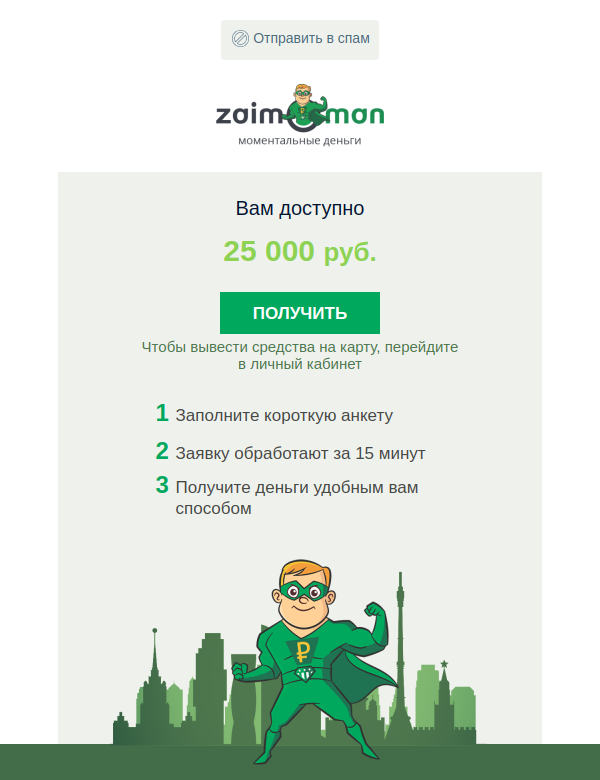 Отправить в спам
zaimoman
моментальные деньги
Вам доступно
25 000 руб.
ПОЛУЧИТЬ
Чтобы вывести средства на карту, перейдите
в личный кабинет
1 Заполните короткую анкету
2 Заявку обработают за 15 минут
3 Получите деньги удобным вам
способом
₽